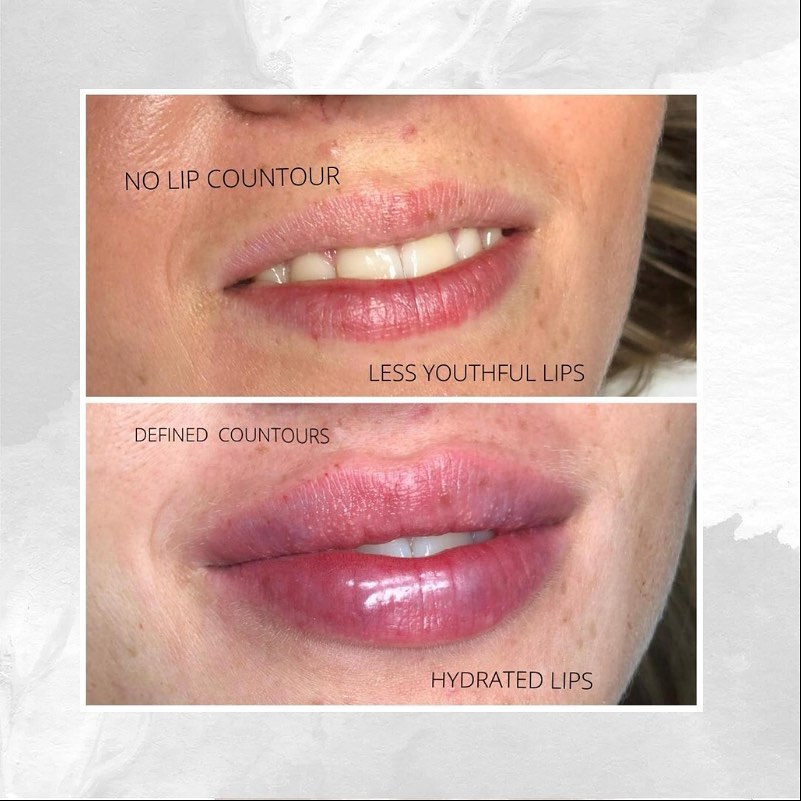 NO LIP COUNTOUR
LESS YOUTHFUL LIPS
DEFINED COUNTOURS
HYDRATED LIPS